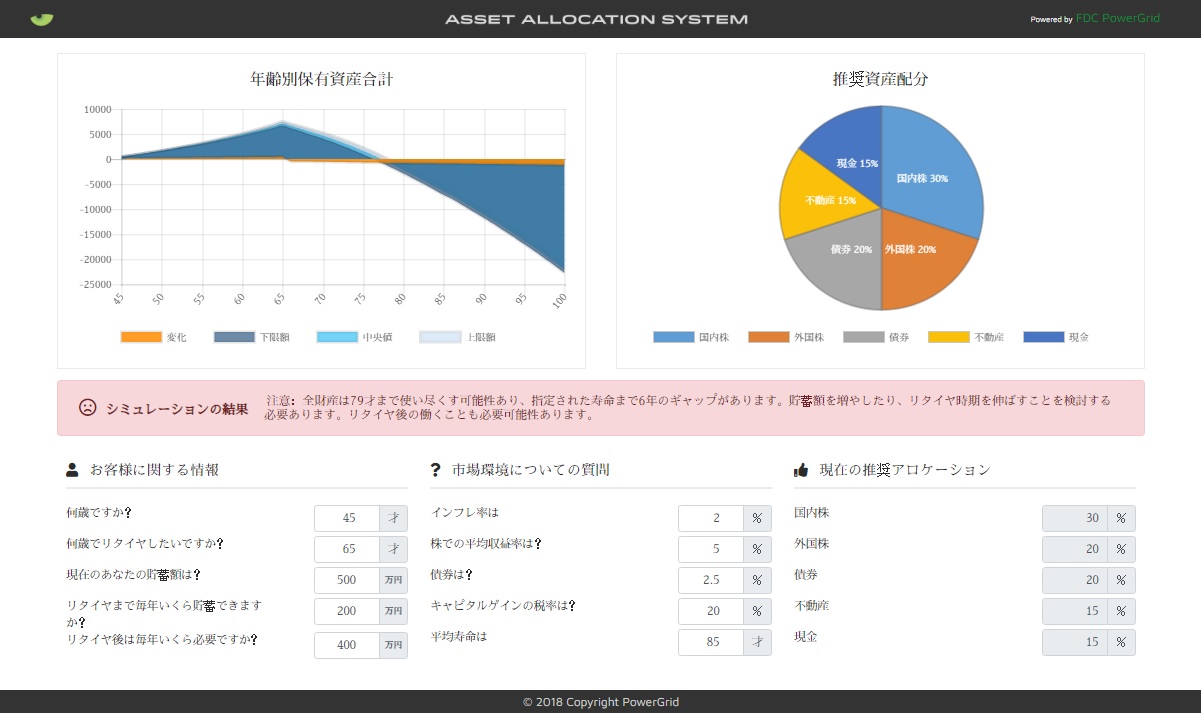 ASSET ALLOCATION SYSTEM
Powered by FDC PowerGrid
年齢別保有資産合計
10000
5000
0
-5000
-10000
-15000
-20000
-25000
45 50 55 60 65 70 75 80 85 90 95 100
変化 下限額 中央値 上限額
推奨資産配分
現金 15%
国内株 30%
不動産 15%
債券 20%
外国株 20%
国内株 外国株 債券 不動産 現金
シミュレーションの結果
注意: 全財産は79才まで使い尽くす可能性あり、指定された寿命まで6年のギャップがあります。貯蓄額を増やしたり、リタイヤ時期を伸ばすことを検討する
必要あります。リタイヤ後の働くことも必要可能性あります。
お客様に関する情報
何歳ですか? 45 才
何歳でリタイヤしたいですか? 65 才
現在のあなたの貯蓄額は? 500 万円
リタイヤまで毎年いくら貯蓄できます
か? 200 万円
リタイヤ後は毎年いくら必要ですか? 400 万円
市場環境についての質問
インフレ率は 2 %
株での平均収益率は? 5 %
債券は? 2.5 %
キャピタルゲインの税率は? 20 %
平均寿命は 85 才
現在の推奨アロケーション
国内株 30 %
外国株 20 %
債券 20 %
不動産 15 %
現金 15 %
© 2018 Copyright PowerGrid